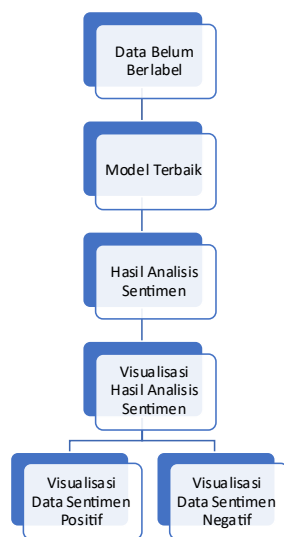 Data Belum
Berlabel
Model Terbaik
Hasil Analisis
Sentimen
Visualisasi
Hasil Analisis
Sentimen
Visualisasi
Data Sentimen
Positif
Visualisasi
Data Sentimen
Negatif